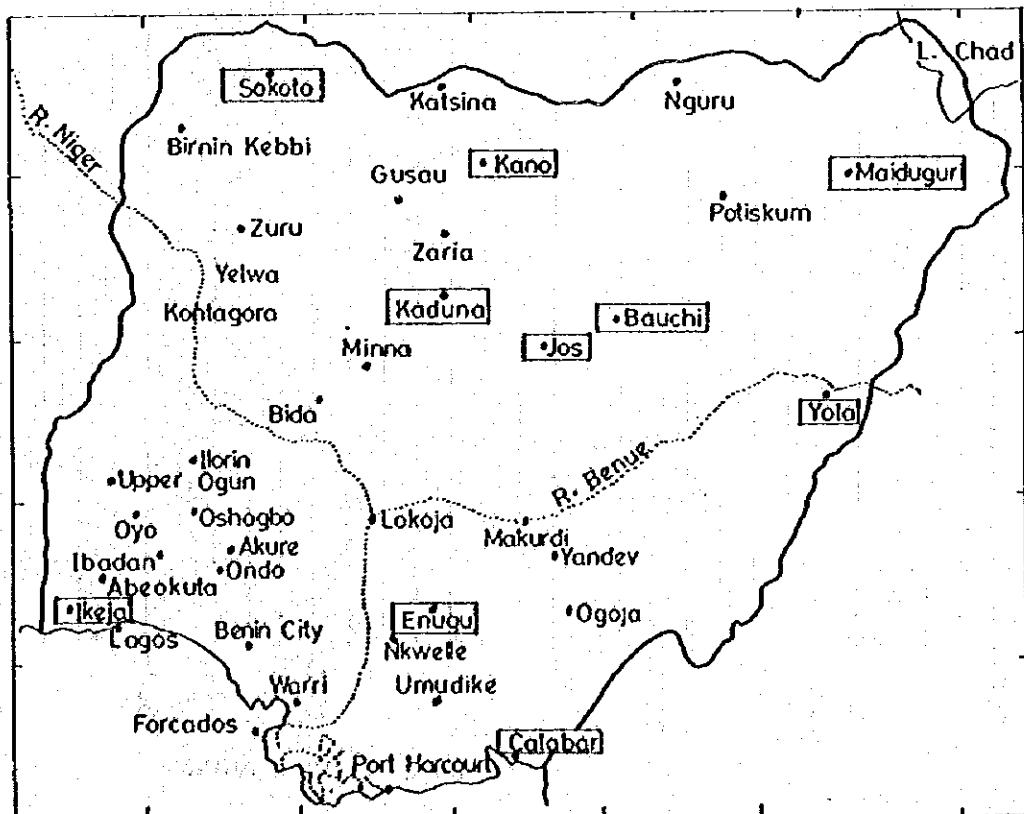 L. Chad
Sokoto
Katsina
Nguru
R. Niger
Birnin Kebbi
Kano
Gusau
Maiduguri
Potiskum
Zuru
Zaria
Yelwa
Kaduna
Kontagora
Bauchi
Minna
Jos
Bida
Yola
R. Benue
Ilorin
Upper Ogun
Oyo
Oshogbo
Lokoja
Makurdi
Akure
Yandev
Ibadan
Ondo
Abeokuta
Ikeja
Enugu
Ogoja
Lagos
Benin City
Nkwelle
Warri
Umudike
Forcados
Calabar
Port Harcourt